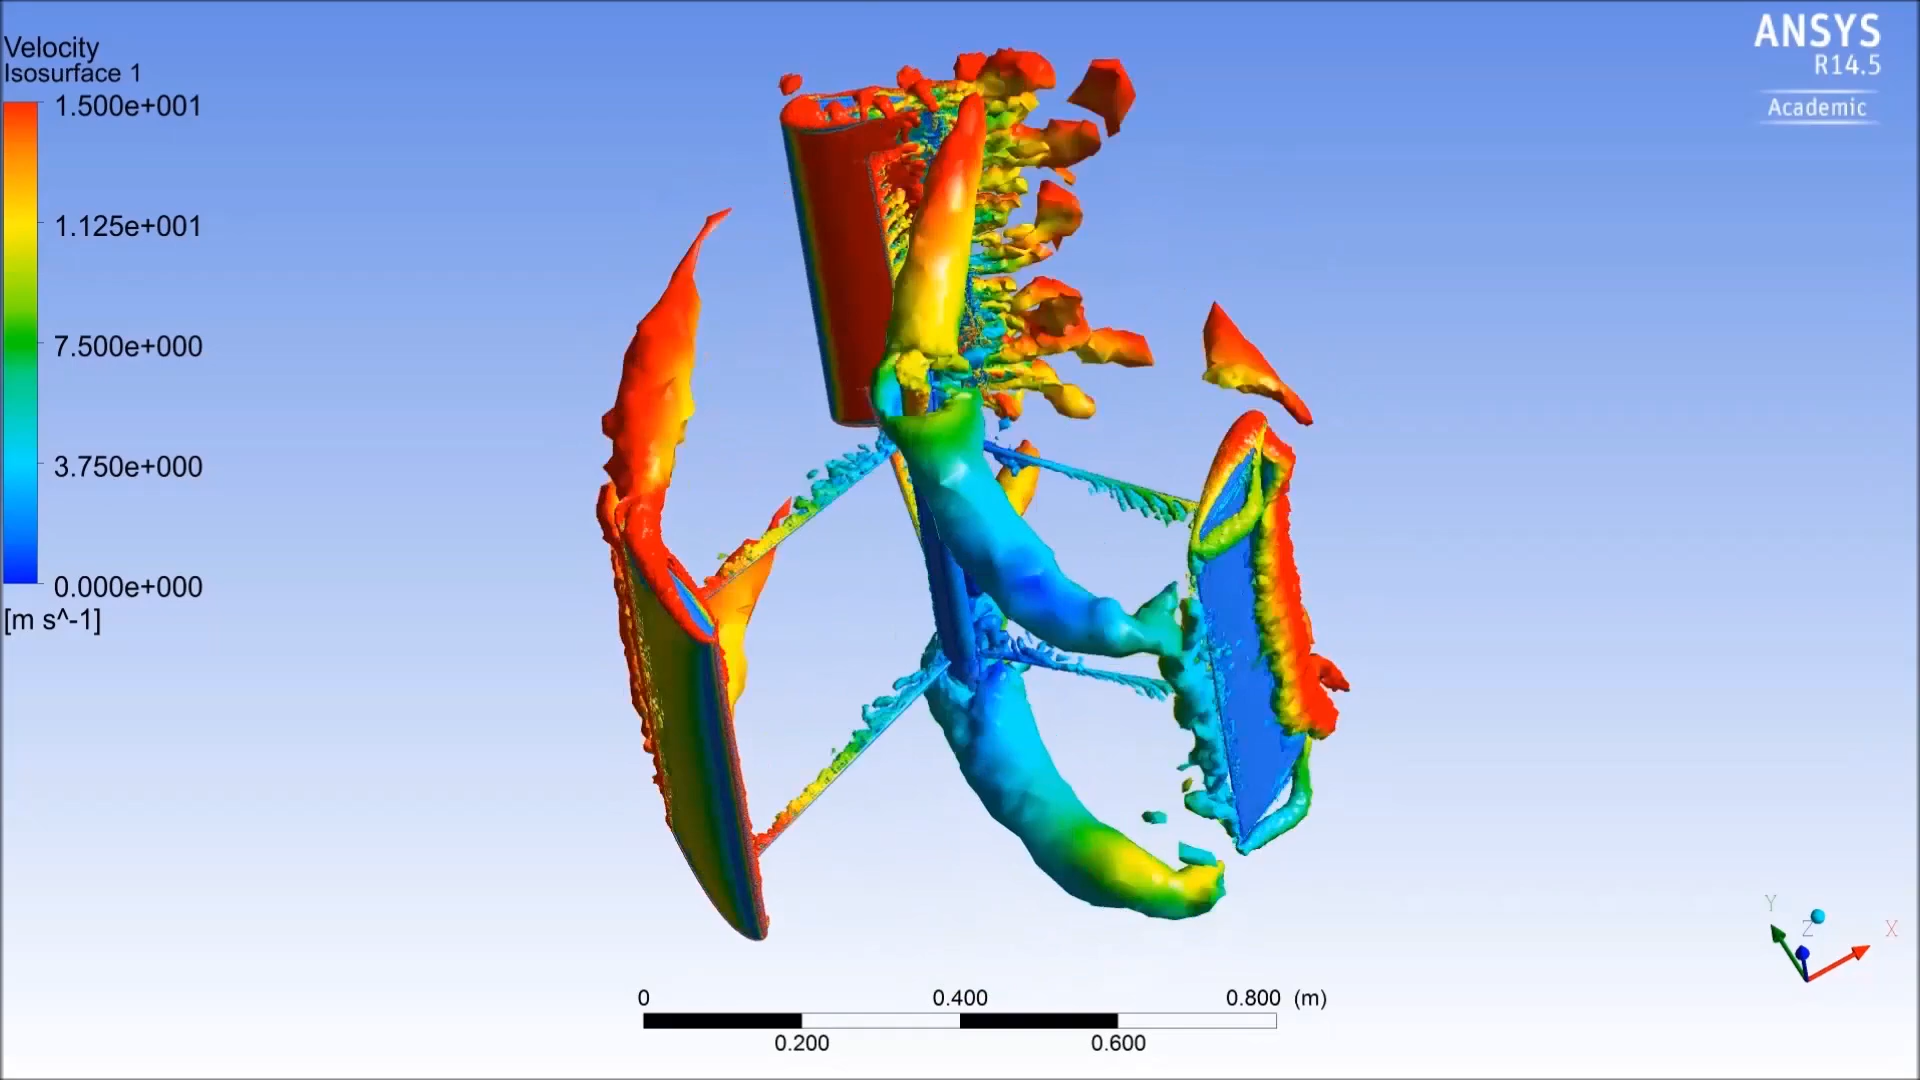 Velocity
Isosurface 1
1.500e+001
1.125e+001
7.500e+000
3.750e+000
0.000e+000
[m s^-1]
ANSYS
R14.5
Academic
Y
Z
X
0
0.400
0.800
(m)
0.200
0.600